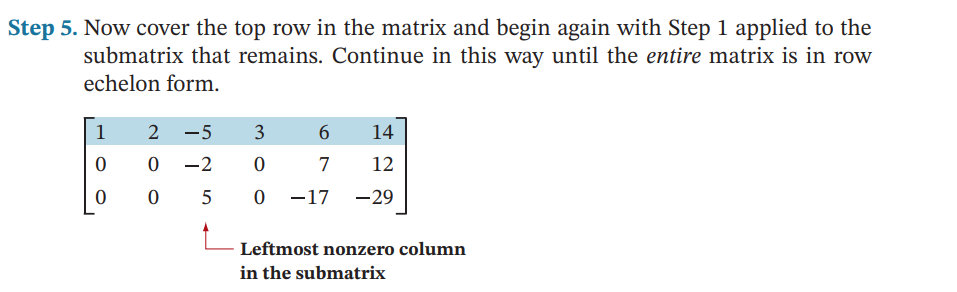 Step 5. Now cover the top row in the matrix and begin again with Step 1 applied to the
submatrix that remains. Continue in this way until the entire matrix is in row
echelon form.
1 2 −5 3 6 14
0 0 −2 0 7 12
0 0 5 0 −17 −29
Leftmost nonzero column
in the submatrix